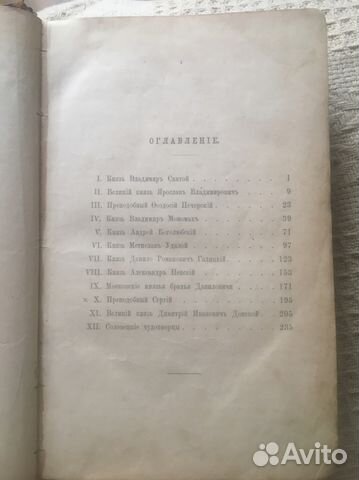 ОГЛАВЛЕНІЕ.
I. Князь Владиміръ Святой . . . . . . . . 1
II. Великій князь Ярославъ Владиміровичъ . . . . 9
III. Преподобный Ѳеодосій Печерскій . . . . . . 23
IV. Князь Владиміръ Мономахъ . . . . . . . 59
V. Князь Андрей Боголюбскій . . . . . . . 71
VI. Князь Мстиславъ Удалой . . . . . . . 97
VII. Князь Данило Романовичъ Галицкій . . . . . 123
VIII. Князь Александръ Невскій . . . . . . . 153
IX. Московскіе князья братья Даниловичи . . . . 171
X. Преподобный Сергій . . . . . . . . . 195
XI. Великій князь Димитрій Ивановичъ Донской . . . 205
XII. Соловецкіе чудотворцы . . . . . . . . 235
Avito